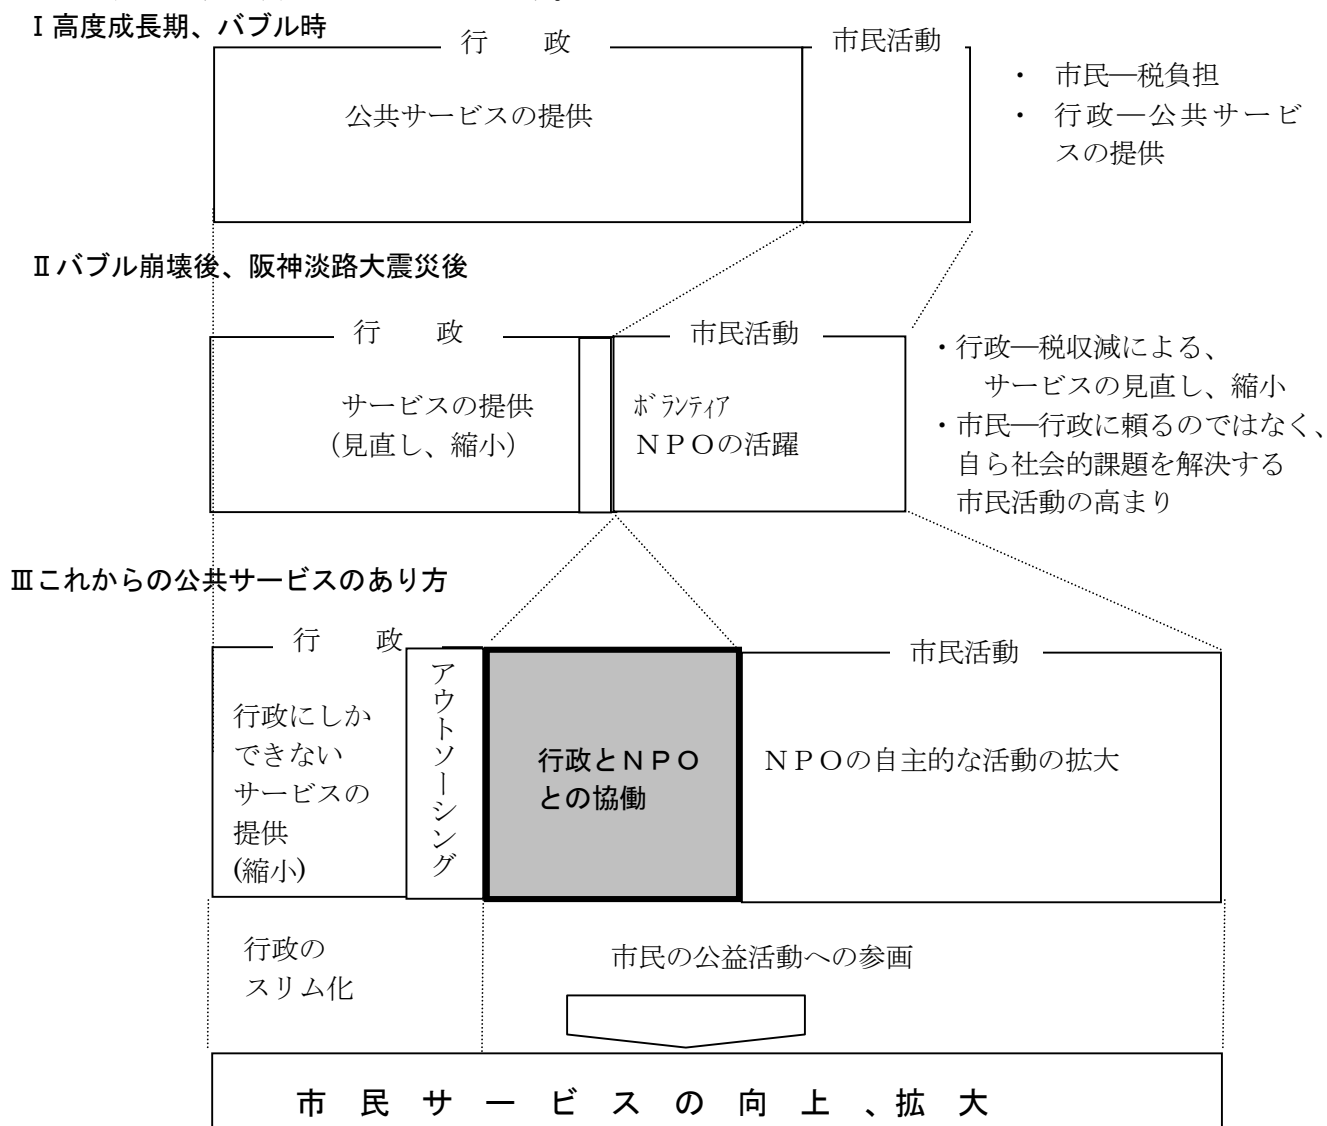 Ⅰ高度成長期、バブル時
行　　政
市民活動
公共サービスの提供
・　市民―税負担
・　行政―公共サービ
スの提供
Ⅱバブル崩壊後、阪神淡路大震災後
行　　政
市民活動
サービスの提供
（見直し、縮小）
ﾎﾞﾗﾝﾃｨｱ
ＮＰＯの活躍
・行政―税収減による、
サービスの見直し、縮小
・市民―行政に頼るのではなく、
自ら社会的課題を解決する
市民活動の高まり
Ⅲこれからの公共サービスのあり方
行　　政
市民活動
行政にしか
できない
サービスの
提供
(縮小)
アウトソーシング
行政とＮＰＯ
との協働
ＮＰＯの自主的な活動の拡大
行政の
スリム化
市民の公益活動への参画
市　民　サ　ー　ビ　ス　の　向　上　、拡　大